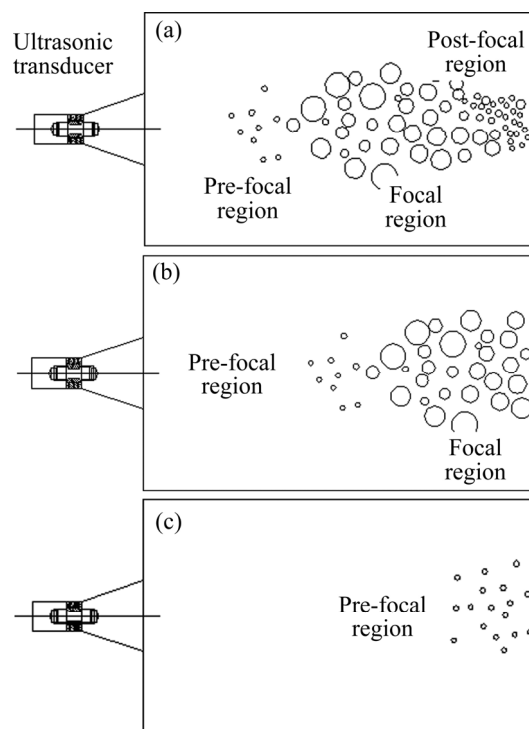 Ultrasonic
transducer
(a)
Post-focal
region
Pre-focal
region
Focal
region
(b)
Pre-focal
region
Focal
region
(c)
Pre-focal
region